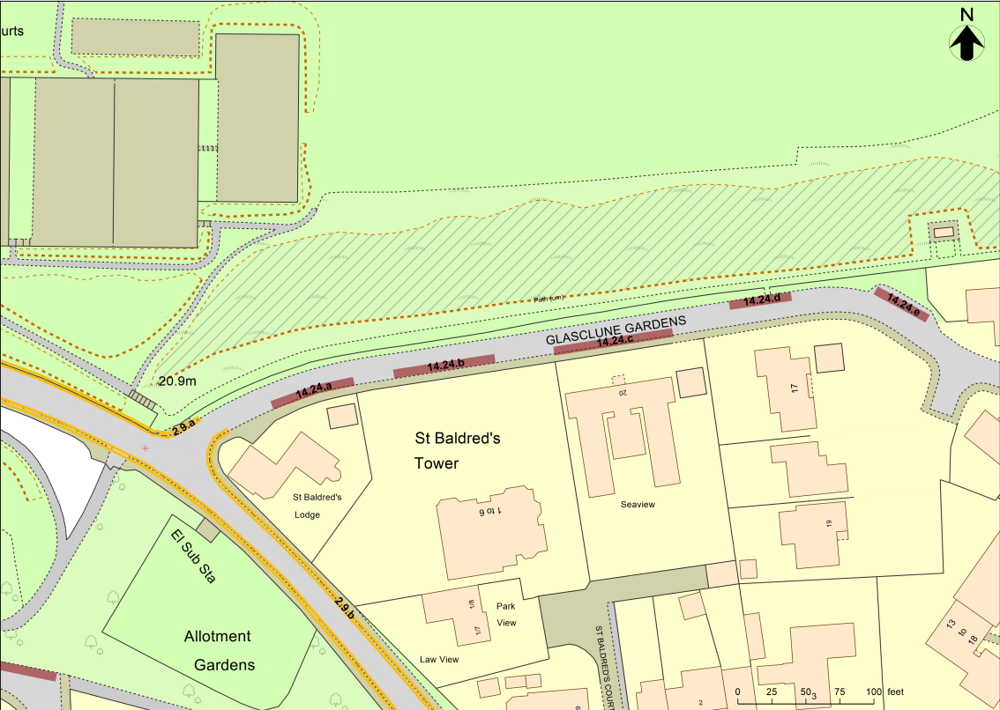 N
urts
Path (um)
14.24.d
14.24.e
GLASCLUNE GARDENS
14.24.c
14.24.b
14.24.a
20.9m
2.9.a
20
17
St Baldred's
Tower
St Baldred's
Lodge
Seaview
1 to 6
19
El Sub Sta
2.9.b
1/8
1/7
Park
View
Law View
Allotment
Gardens
ST BALDRED'S COURT
13
to
18
0 25 50 75 100 feet
3
2
9